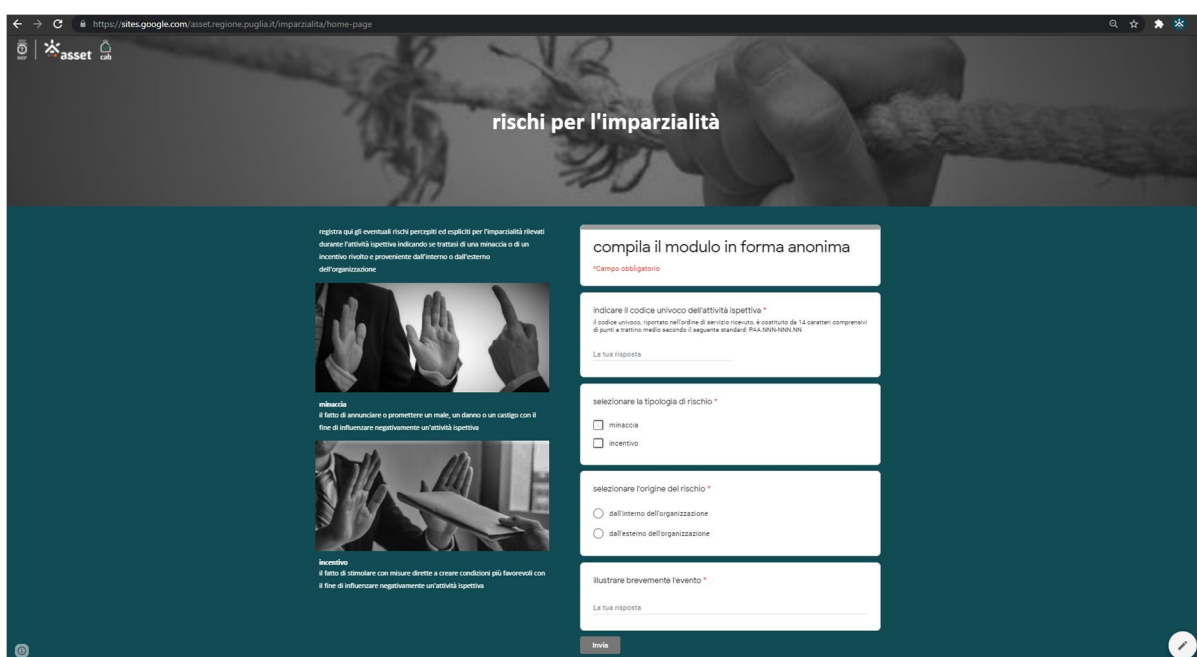 https://sites.google.com/asset.regione.puglia.it/imparzialita/home-page
asset
cab
rischi per l'imparzialità
registra qui gli eventuali rischi percepiti ed espliciti per l'imparzialità rilevati
durante l'attività ispettiva indicando se trattasi di una minaccia o di un
incentivo rivolto e proveniente dall'interno o dall'esterno
dell'organizzazione
minaccia
il fatto di annunciare o promettere un male, un danno o un castigo con il
fine di influenzare negativamente un'attività ispettiva
incentivo
il fatto di stimolare con misure dirette a creare condizioni più favorevoli con
il fine di influenzare negativamente un'attività ispettiva
compila il modulo in forma anonima
*Campo obbligatorio
indicare il codice univoco dell'attività ispettiva *
il codice univoco, riportato nell'ordine di servizio ricevuto, è costituito da 14 caratteri comprensivi
di punti e trattino medio secondo il seguente standard: PAA.NNN-NNN.NN
La tua risposta
selezionare la tipologia di rischio *
minaccia
incentivo
selezionare l'origine del rischio *
dall'interno dell'organizzazione
dall'esterno dell'organizzazione
illustrare brevemente l'evento *
La tua risposta
Invia